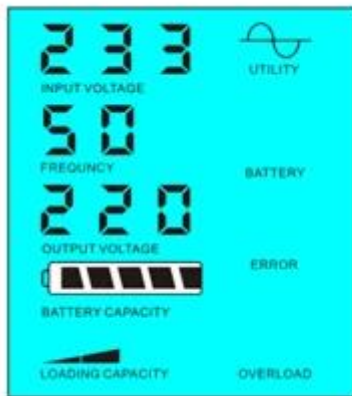 233
INPUT VOLTAGE
UTILITY
50
FREQUNCY
BATTERY
220
OUTPUT VOLTAGE
ERROR
BATTERY CAPACITY
LOADING CAPACITY
OVERLOAD